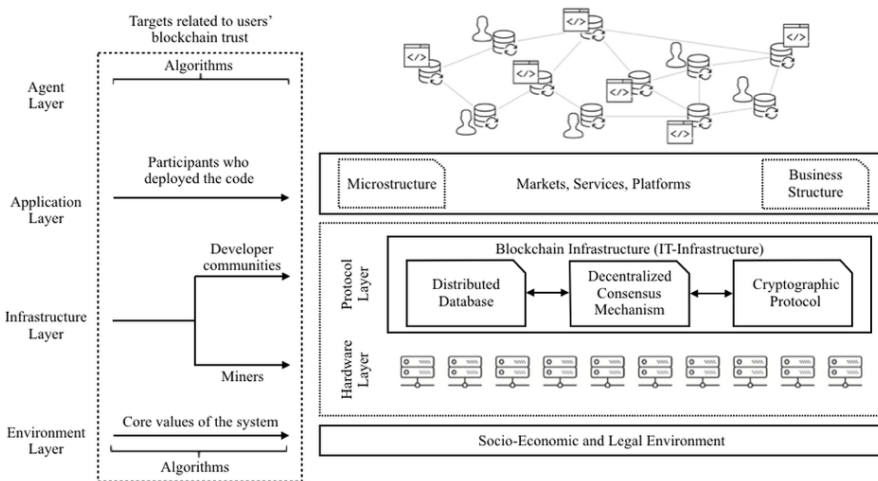 Targets related to users'
blockchain trust
Algorithms
Agent
Layer
Participants who
deployed the code
Application
Layer
Developer
communities
Infrastructure
Layer
Miners
Core values of the system
Environment
Layer
Algorithms
</>
</>
</>
</>
</>
</>
Microstructure
Markets, Services, Platforms
Business
Structure
Protocol
Layer
Blockchain Infrastructure (IT-Infrastructure)
Distributed
Database
Decentralized
Consensus
Mechanism
Cryptographic
Protocol
Hardware
Layer
Socio-Economic and Legal Environment